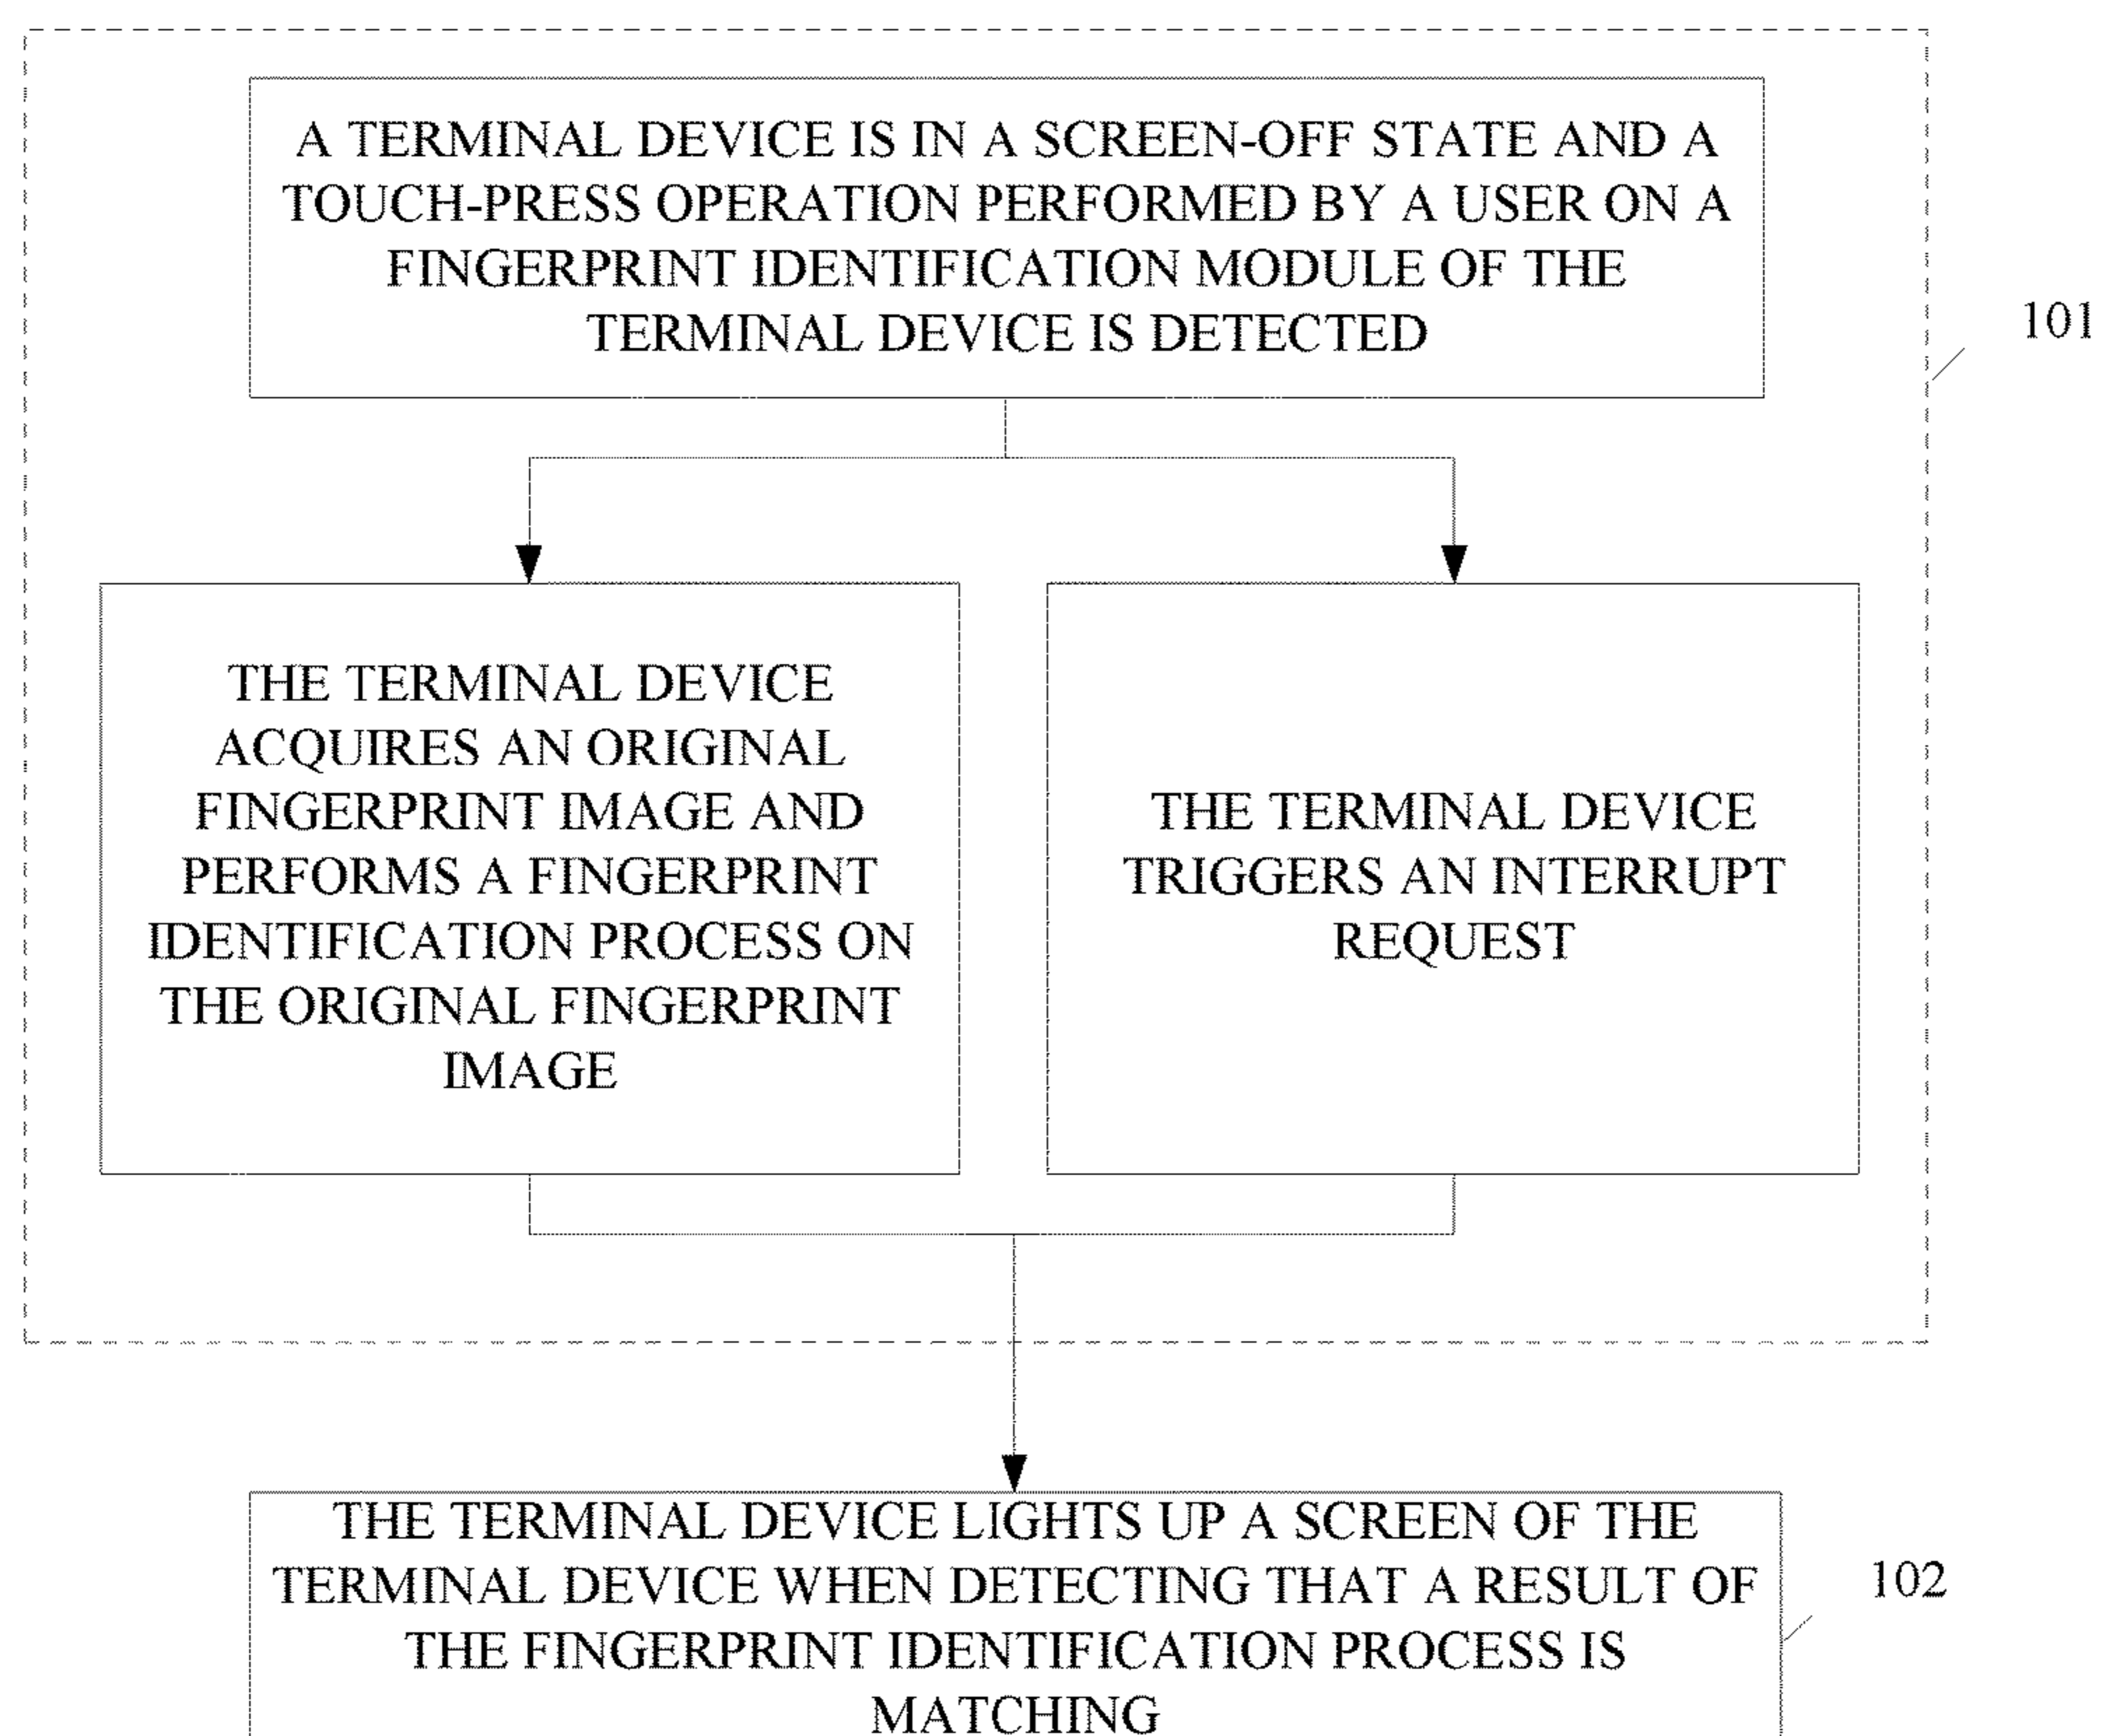 A TERMINAL DEVICE IS IN A SCREEN-OFF STATE AND A
TOUCH-PRESS OPERATION PERFORMED BY A USER ON A
FINGERPRINT IDENTIFICATION MODULE OF THE
TERMINAL DEVICE IS DETECTED
101
THE TERMINAL DEVICE
ACQUIRES AN ORIGINAL
FINGERPRINT IMAGE AND
PERFORMS A FINGERPRINT
IDENTIFICATION PROCESS ON
THE ORIGINAL FINGERPRINT
IMAGE
THE TERMINAL DEVICE
TRIGGERS AN INTERRUPT
REQUEST
THE TERMINAL DEVICE LIGHTS UP A SCREEN OF THE
TERMINAL DEVICE WHEN DETECTING THAT A RESULT OF
THE FINGERPRINT IDENTIFICATION PROCESS IS
MATCHING
102